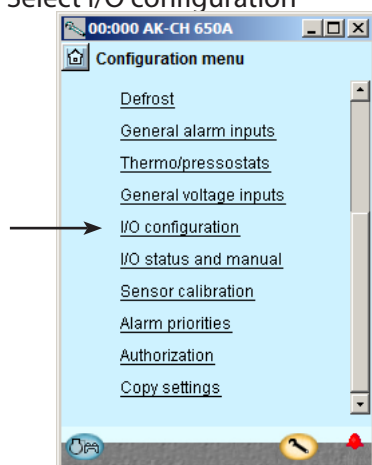 Select I/O configuration
00:000 AK-CH 650A
Configuration menu
Defrost
General alarm inputs
Thermo/pressostats
General voltage inputs
I/O configuration
I/O status and manual
Sensor calibration
Alarm priorities
Authorization
Copy settings